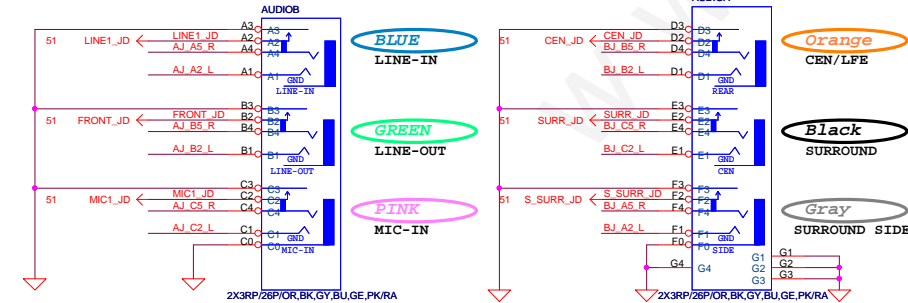 AUDIOB
A3 A3
51 LINE1_JD LINE1_JD A2 A2
AJ_A5_R A4 A4
AJ_A2_L A1 A1
GND
LINE-IN
BLUE
LINE-IN
B3 B3
51 FRONT_JD FRONT_JD B2 B2
AJ_B5_R B4 B4
AJ_B2_L B1 B1
GND
LINE-OUT
GREEN
LINE-OUT
C3 C3
51 MIC1_JD MIC1_JD C2 C2
AJ_C5_R C4 C4
AJ_C2_L C1 C1
GND
C0 C0
MIC-IN
PINK
MIC-IN
2X3RP/26P/OR,BK,GY,BU,GE,PK/RA
D3 D3
51 CEN_JD CEN_JD D2 D2
BJ_B5_R D4 D4
BJ_B2_L D1 D1
GND
REAR
Orange
CEN/LFE
E3 E3
51 SURR_JD SURR_JD E2 E2
BJ_C5_R E4 E4
BJ_C2_L E1 E1
GND
CEN
Black
SURROUND
F3 F3
51 S_SURR_JD S_SURR_JD F2 F2
BJ_A5_R F4 F4
BJ_A2_L F1 F1
GND
F0 F0
SIDE
Gray
SURROUND SIDE
G4 G4
G1 G1
G2 G2
G3 G3
2X3RP/26P/OR,BK,GY,BU,GE,PK/RA